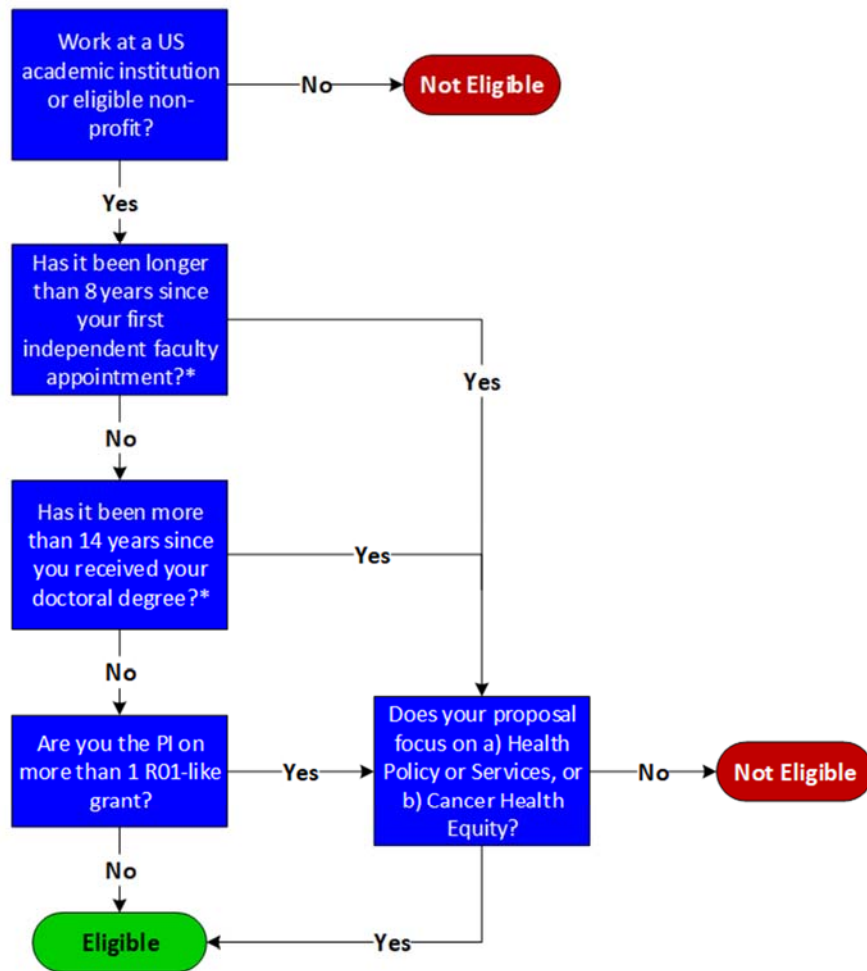 Work at a US
academic institution
or eligible non-
profit?
No
Not Eligible
Yes
Has it been longer
than 8 years since
your first
independent faculty
appointment?*
Yes
No
Has it been more
than 14 years since
you received your
doctoral degree?*
Yes
No
Are you the PI on
more than 1 R01-like
grant?
Yes
Does your proposal
focus on a) Health
Policy or Services, or
b) Cancer Health
Equity?
No
Not Eligible
No
Eligible
Yes